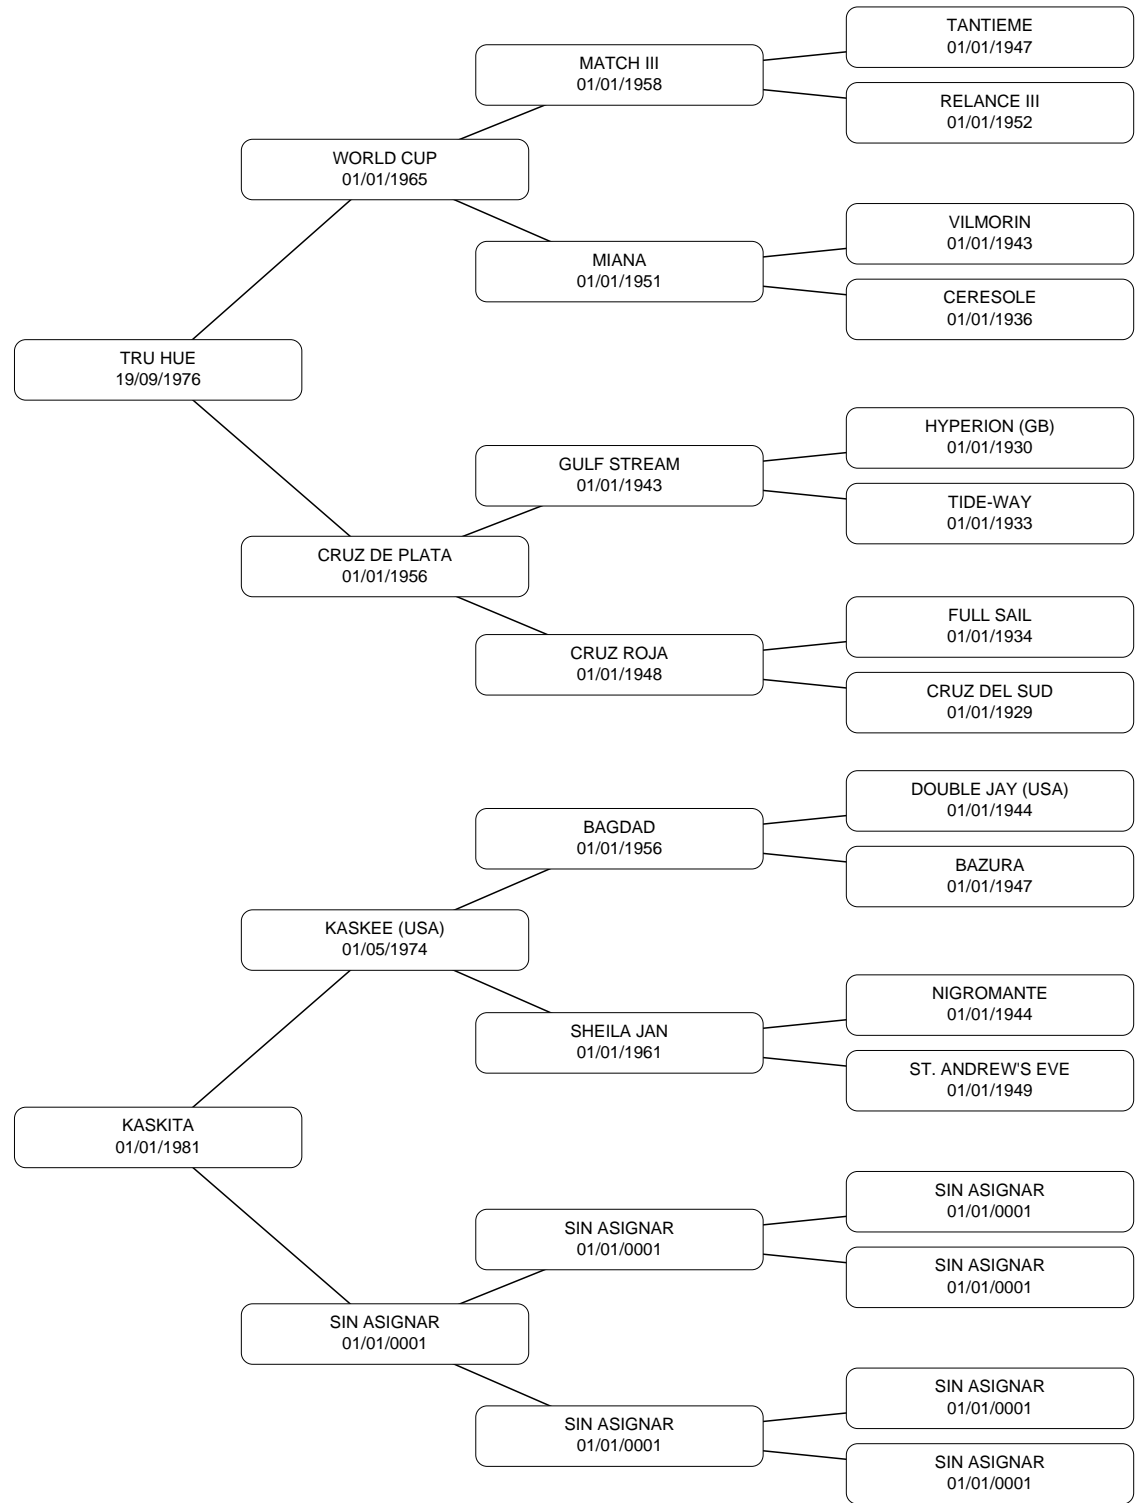 TANTIEME
01/01/1947
MATCH III
01/01/1958
RELANCE III
01/01/1952
WORLD CUP
01/01/1965
VILMORIN
01/01/1943
MIANA
01/01/1951
CERESOLE
01/01/1936
TRU HUE
19/09/1976
HYPERION (GB)
01/01/1930
GULF STREAM
01/01/1943
TIDE-WAY
01/01/1933
CRUZ DE PLATA
01/01/1956
FULL SAIL
01/01/1934
CRUZ ROJA
01/01/1948
CRUZ DEL SUD
01/01/1929
DOUBLE JAY (USA)
01/01/1944
BAGDAD
01/01/1956
BAZURA
01/01/1947
KASKEE (USA)
01/05/1974
NIGROMANTE
01/01/1944
SHEILA JAN
01/01/1961
ST. ANDREW'S EVE
01/01/1949
KASKITA
01/01/1981
SIN ASIGNAR
01/01/0001
SIN ASIGNAR
01/01/0001
SIN ASIGNAR
01/01/0001
SIN ASIGNAR
01/01/0001
SIN ASIGNAR
01/01/0001
SIN ASIGNAR
01/01/0001
SIN ASIGNAR
01/01/0001